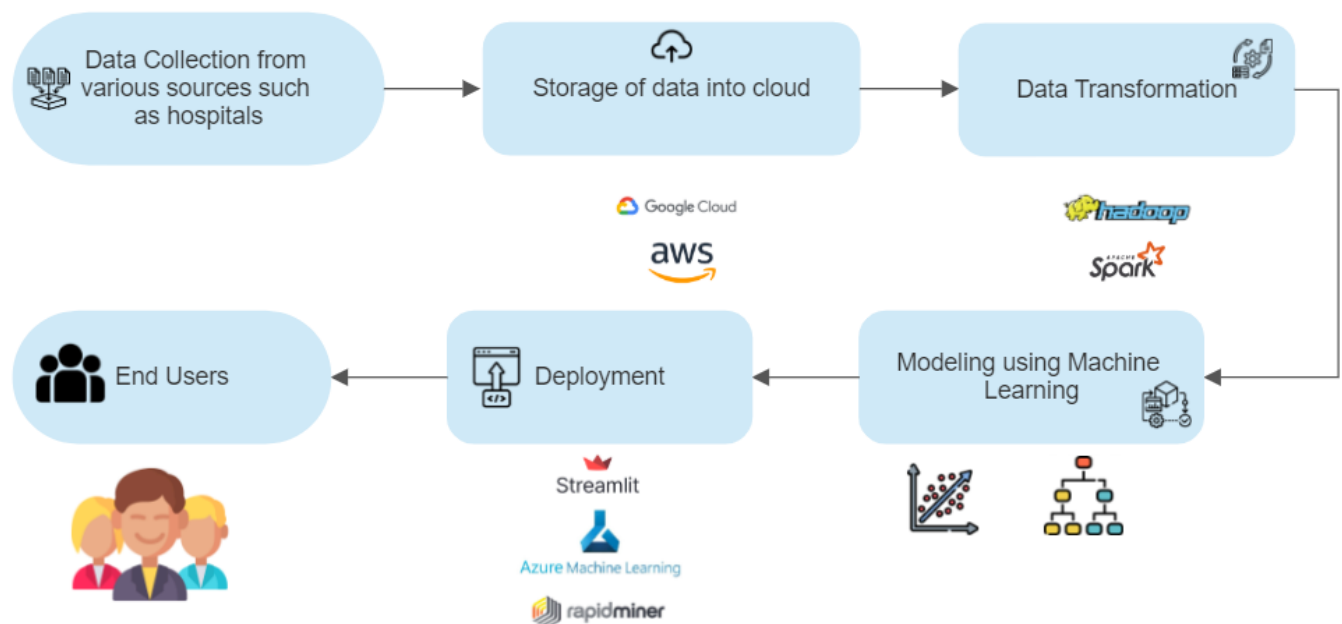 Data Collection from
various sources such
as hospitals
Storage of data into cloud
Data Transformation
Google Cloud
aws
hadoop
APACHE
Spark
End Users
Deployment
</>
Modeling using Machine
Learning
Streamlit
Azure Machine Learning
rapidminer